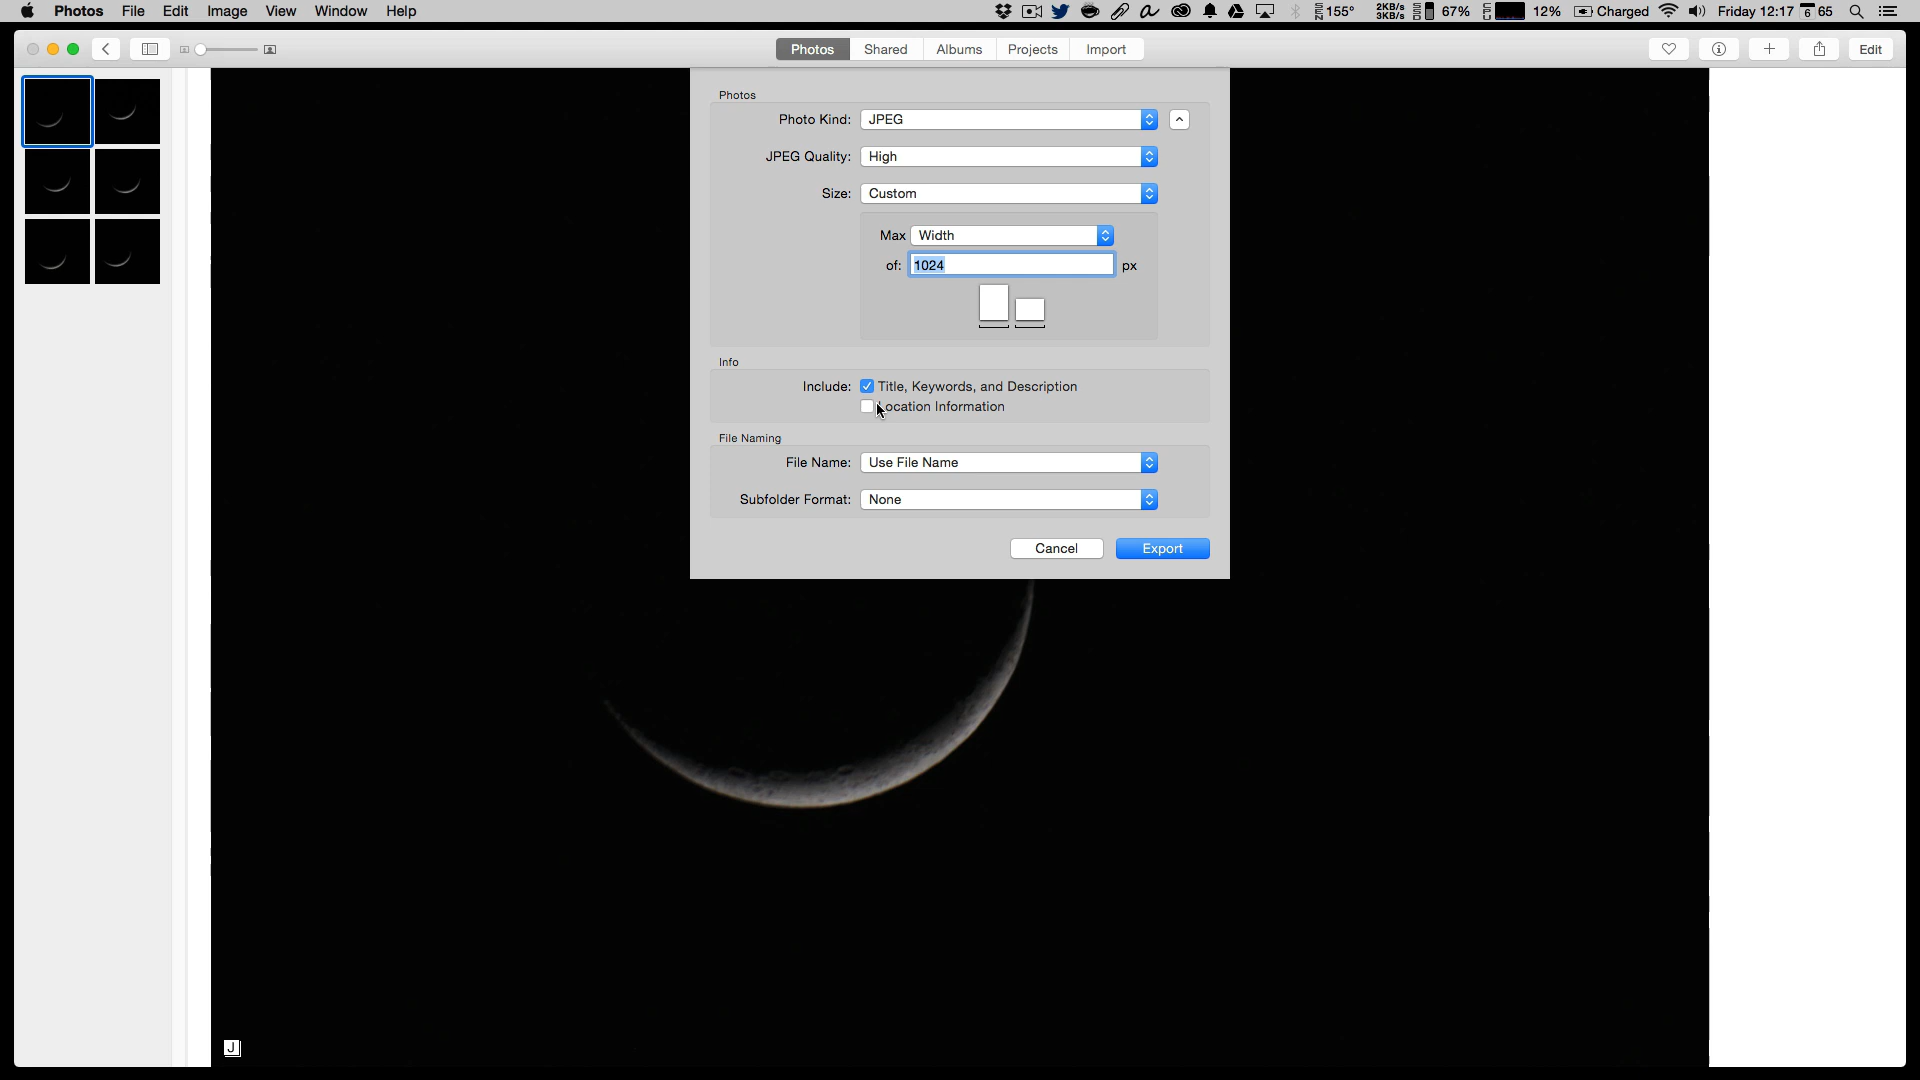 Photos File Edit Image View Window Help 155° 2KB/s 3KB/s 67% 12% Charged Friday 12:17 6 65
Photos Shared Albums Projects Import Edit
Photos
Photo Kind: JPEG
JPEG Quality: High
Size: Custom
Max Width
of: 1024 px
Info
Include: Title, Keywords, and Description
Location Information
File Naming
File Name: Use File Name
Subfolder Format: None
Cancel Export
J